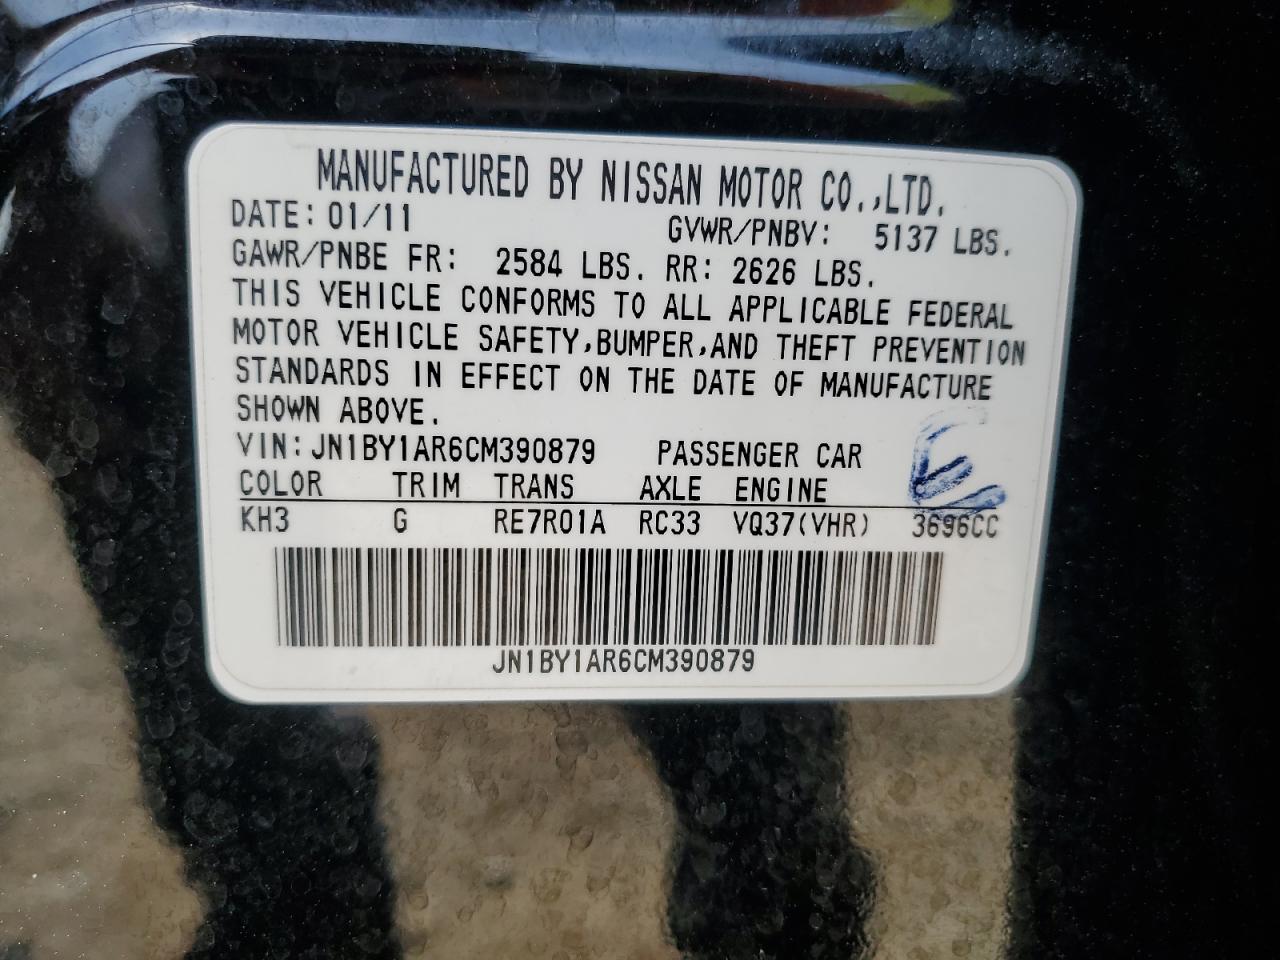 MANUFACTURED BY NISSAN MOTOR CO.,LTD.
DATE: 01/11 GVWR/PNBV: 5137 LBS.
GAWR/PNBE FR: 2584 LBS. RR: 2626 LBS.
THIS VEHICLE CONFORMS TO ALL APPLICABLE FEDERAL
MOTOR VEHICLE SAFETY,BUMPER,AND THEFT PREVENTION
STANDARDS IN EFFECT ON THE DATE OF MANUFACTURE
SHOWN ABOVE.
VIN: JN1BY1AR6CM390879 PASSENGER CAR
COLOR TRIM TRANS AXLE ENGINE
KH3 G RE7R01A RC33 VQ37(VHR) 3696CC
JN1BY1AR6CM390879